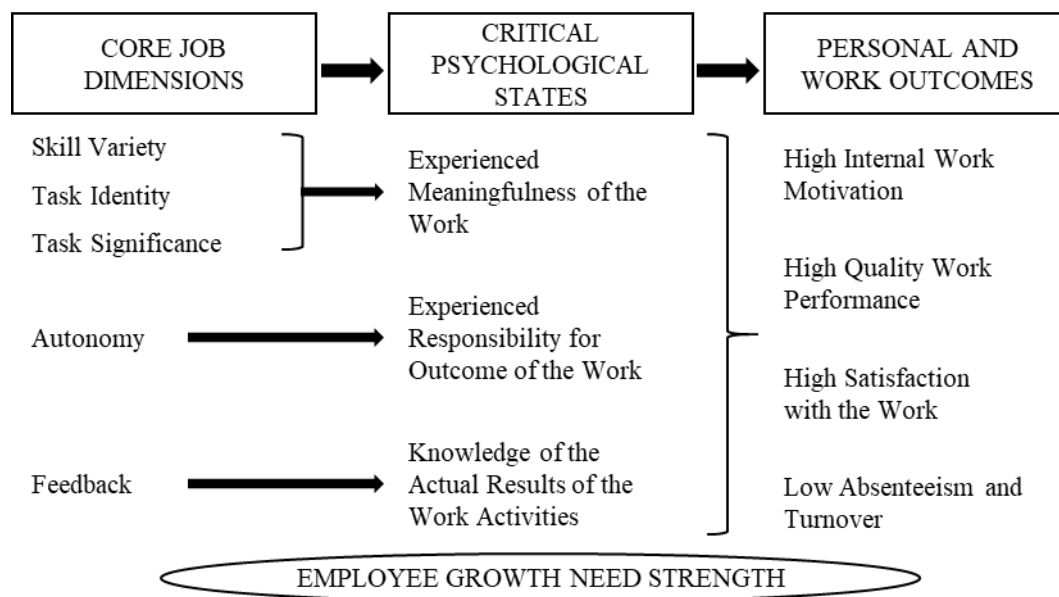 CORE JOB
DIMENSIONS
CRITICAL
PSYCHOLOGICAL
STATES
PERSONAL AND
WORK OUTCOMES
Skill Variety
Task Identity
Task Significance
Experienced
Meaningfulness of the
Work
Autonomy
Experienced
Responsibility for
Outcome of the Work
Feedback
Knowledge of the
Actual Results of the
Work Activities
High Internal Work
Motivation
High Quality Work
Performance
High Satisfaction
with the Work
Low Absenteeism and
Turnover
EMPLOYEE GROWTH NEED STRENGTH